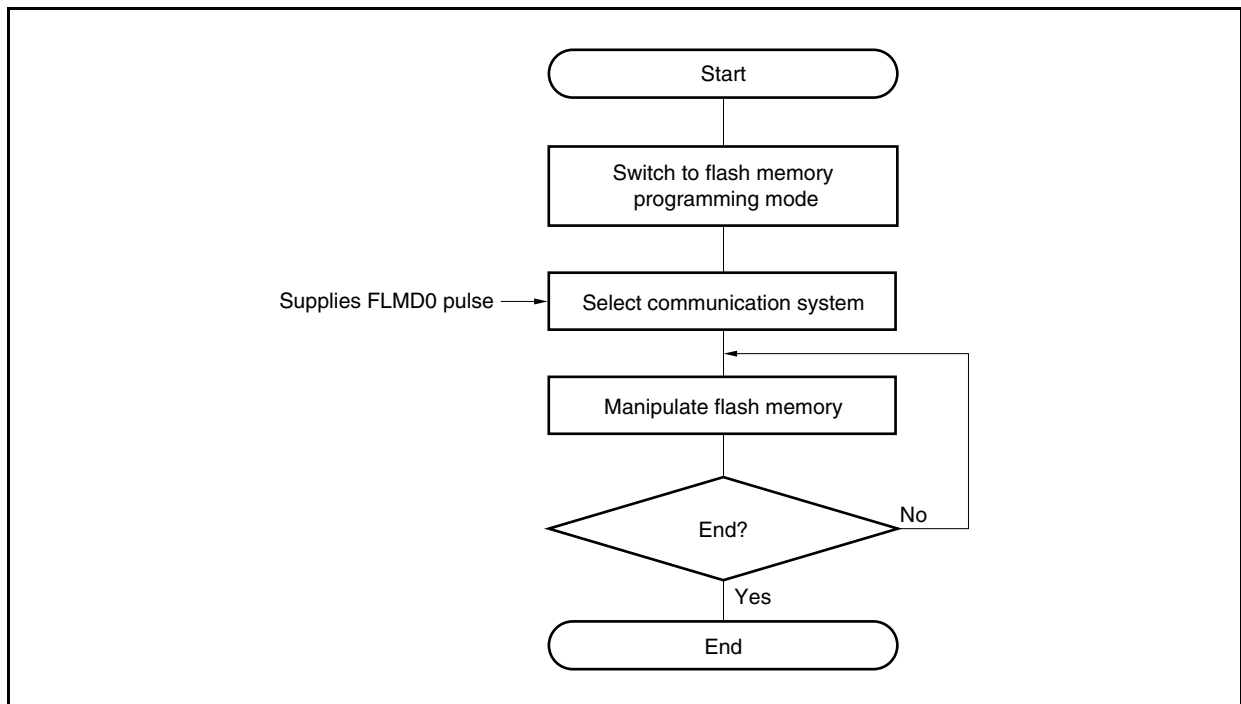 Start
Switch to flash memory
programming mode
Supplies FLMD0 pulse
Select communication system
Manipulate flash memory
End?
No
Yes
End